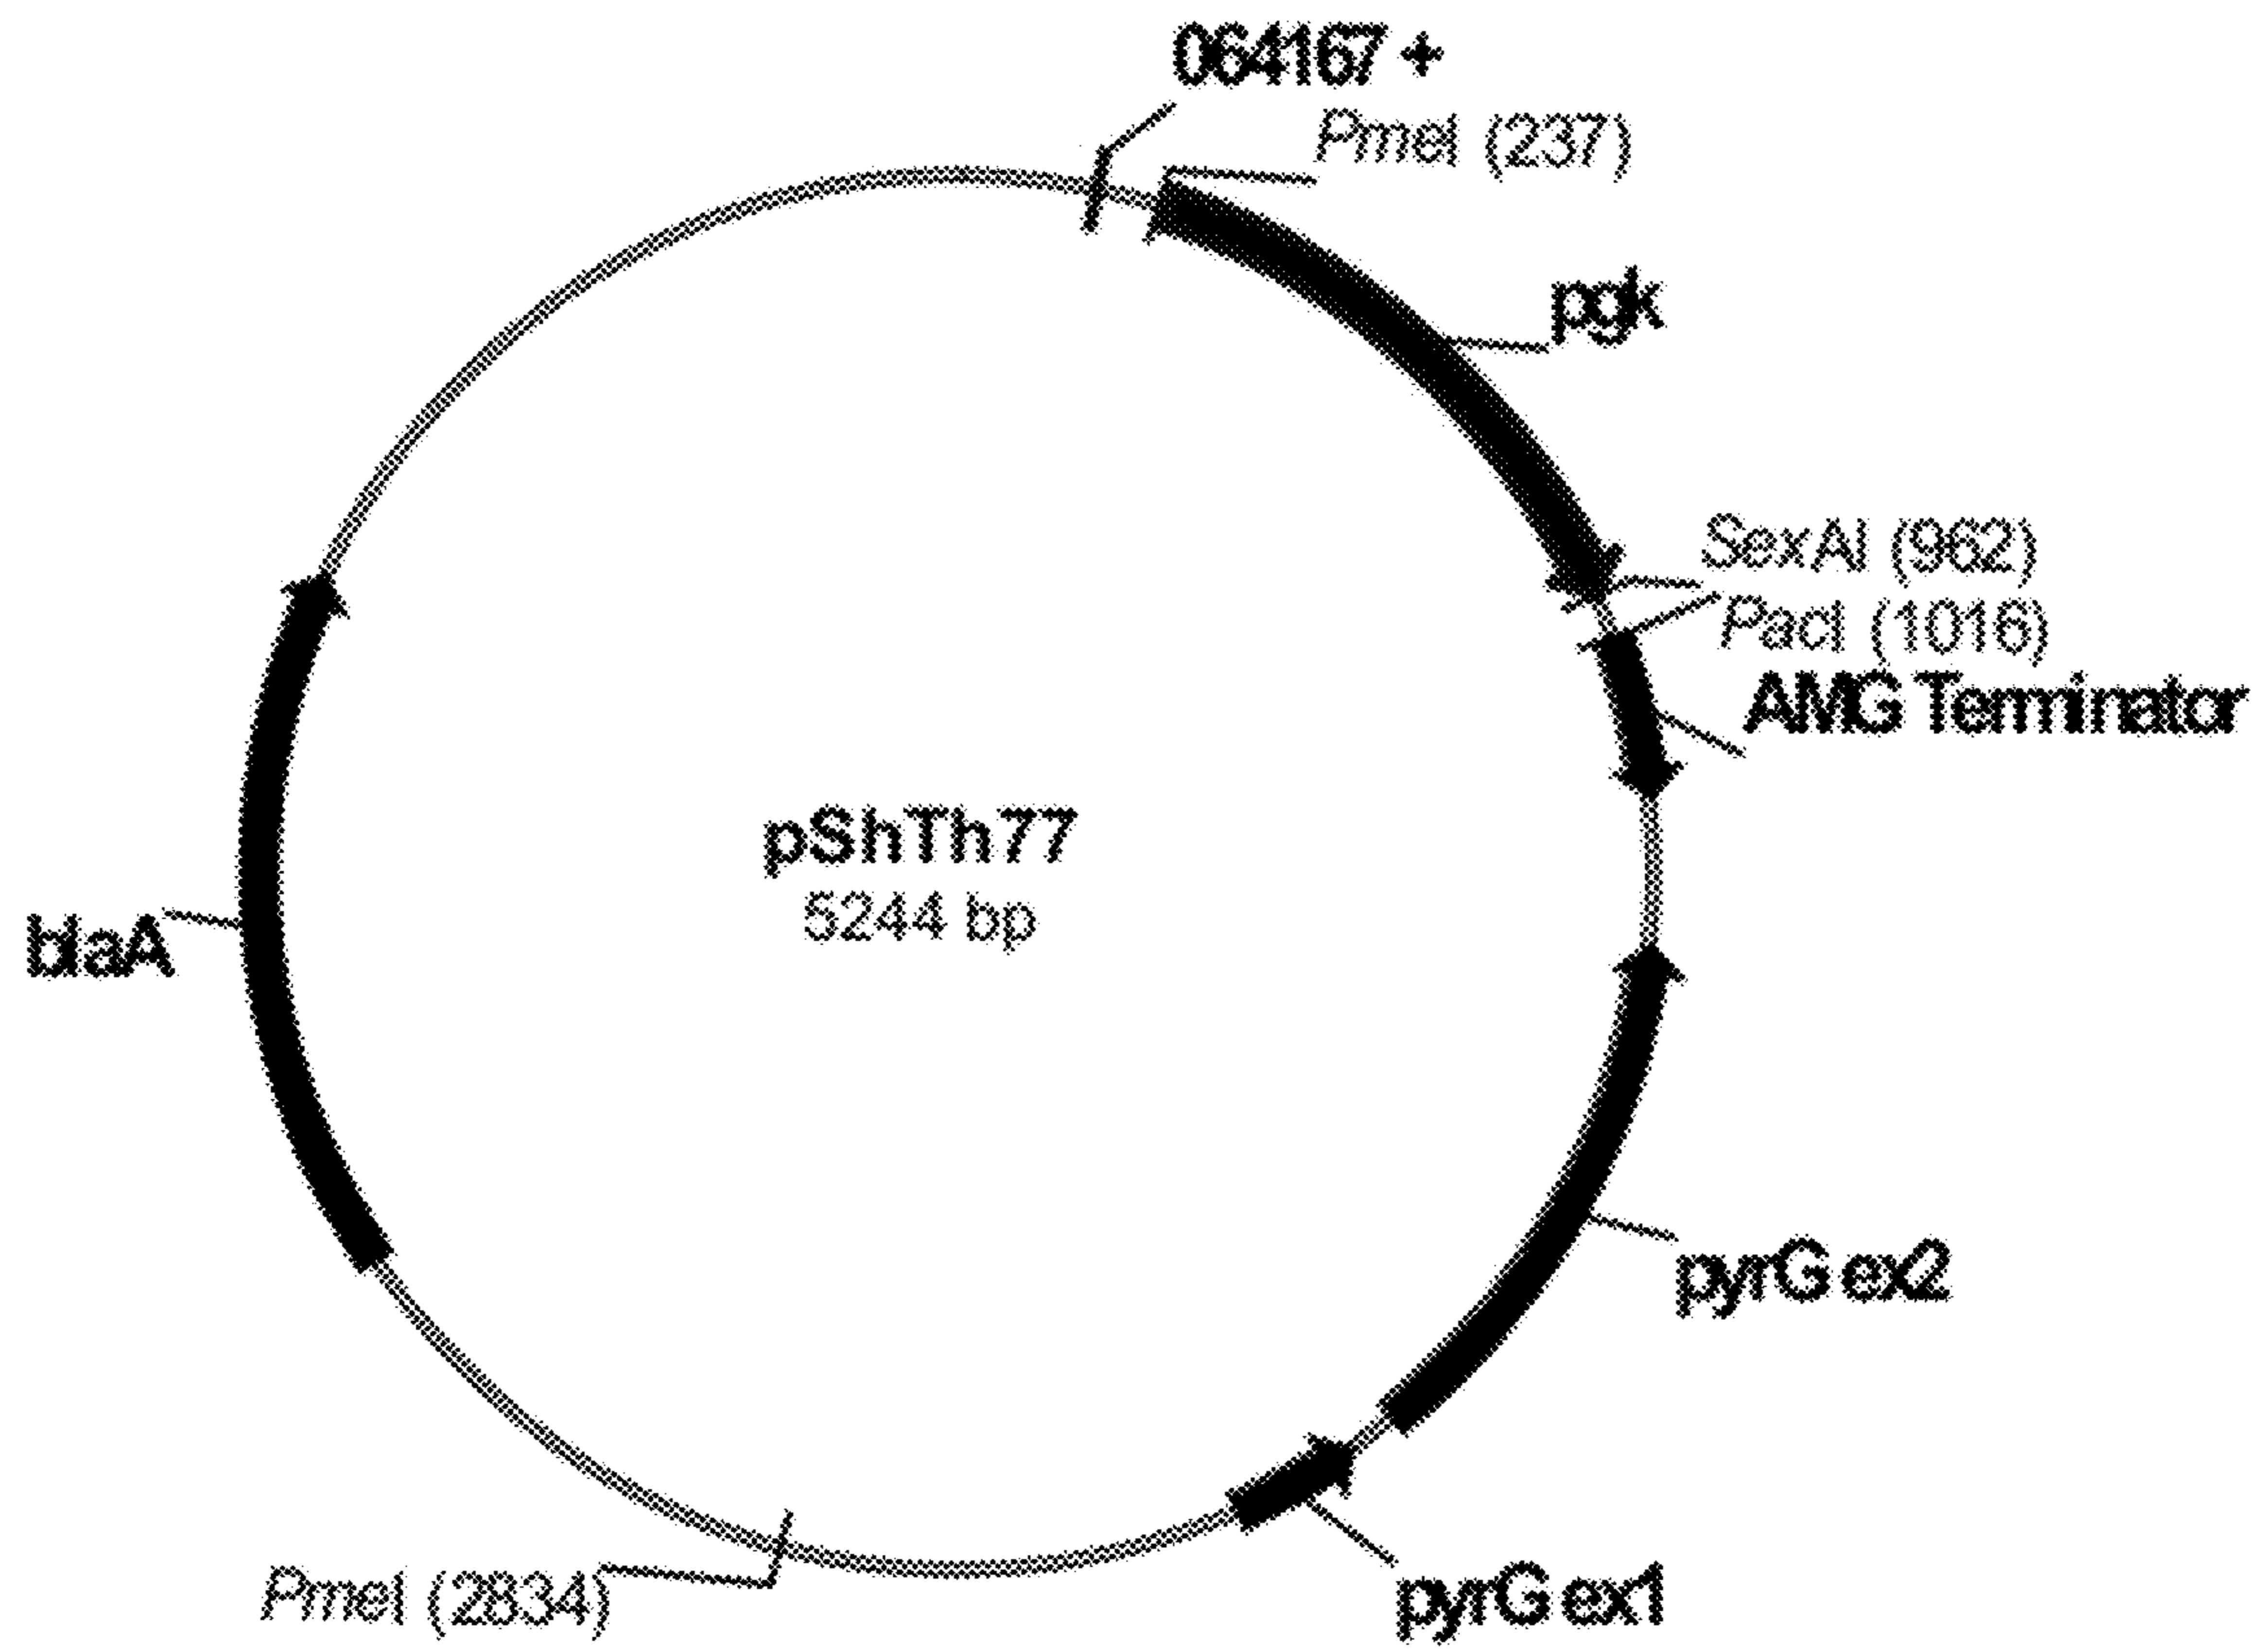 064167 +
PmeI (237)
pgk
SexAI (962)
PacI (1016)
AMG Terminator
pShTh77
5244 bp
blaA
pyrG ex2
PmeI (2834)
pyrG ex1